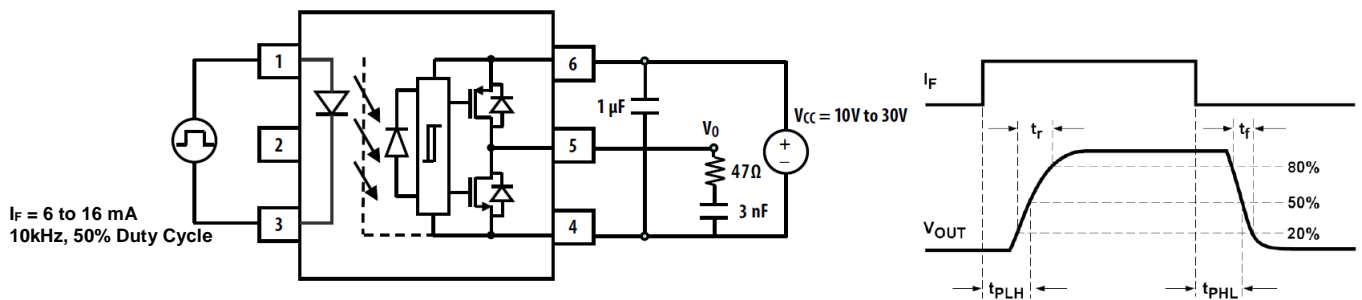 1
2
3
I_F = 6 to 16 mA
10kHz, 50% Duty Cycle
6
5
4
1 µF
V_O
47Ω
3 nF
V_CC = 10V to 30V
+
−
I_F
t_r
t_f
80%
50%
20%
V_OUT
t_PLH
t_PHL